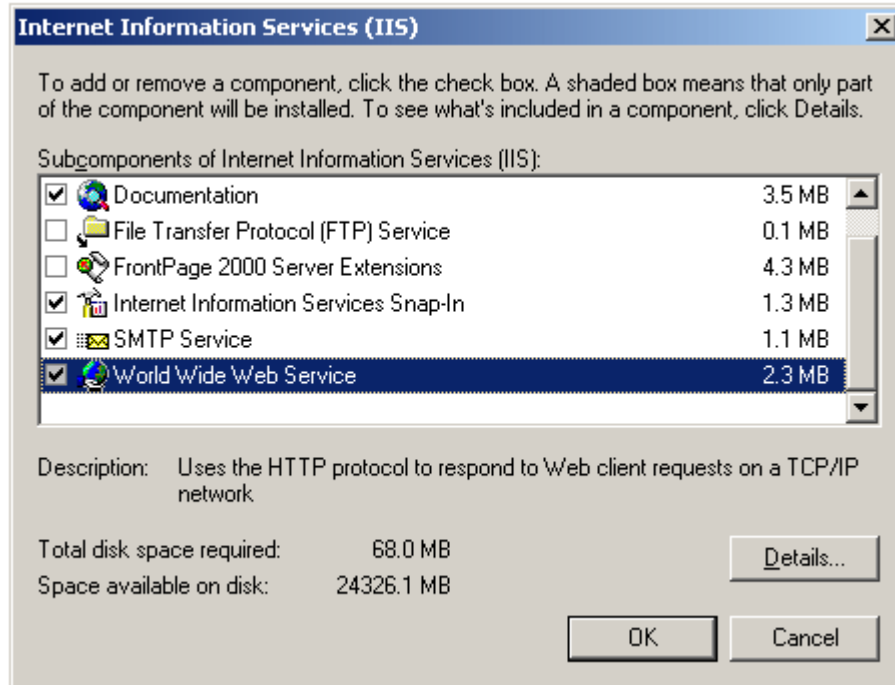 Internet Information Services (IIS)
To add or remove a component, click the check box. A shaded box means that only part
of the component will be installed. To see what's included in a component, click Details.
Subcomponents of Internet Information Services (IIS):
Documentation 3.5 MB
File Transfer Protocol (FTP) Service 0.1 MB
FrontPage 2000 Server Extensions 4.3 MB
Internet Information Services Snap-In 1.3 MB
SMTP Service 1.1 MB
World Wide Web Service 2.3 MB
Description: Uses the HTTP protocol to respond to Web client requests on a TCP/IP
network
Total disk space required: 68.0 MB
Space available on disk: 24326.1 MB
Details...
OK Cancel